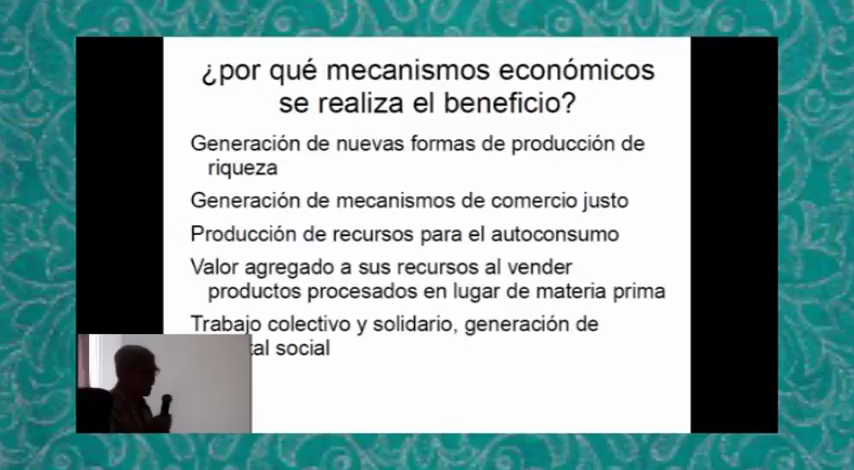 ¿por qué mecanismos económicos
se realiza el beneficio?
Generación de nuevas formas de producción de
riqueza
Generación de mecanismos de comercio justo
Producción de recursos para el autoconsumo
Valor agregado a sus recursos al vender
productos procesados en lugar de materia prima
Trabajo colectivo y solidario, generación de
tal social